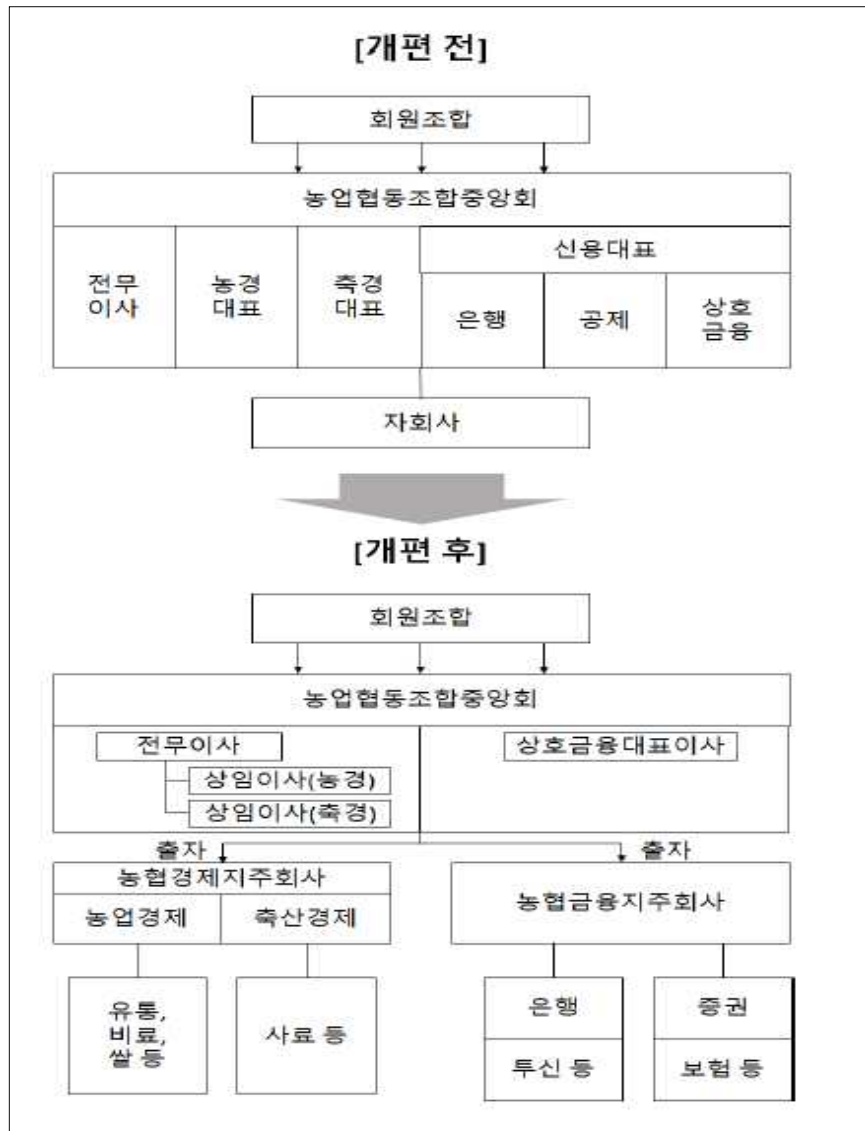 [개편 전]
회원조합
농업협동조합중앙회
전무
이사
농경
대표
축경
대표
신용대표
은행
공제
상호
금융
자회사
[개편 후]
회원조합
농업협동조합중앙회
전무이사
상임이사(농경)
상임이사(축경)
상호금융대표이사
출자
출자
농협경제지주회사
농업경제
축산경제
농협금융지주회사
유통,
비료,
쌀 등
사료 등
은행
투신 등
증권
보험 등